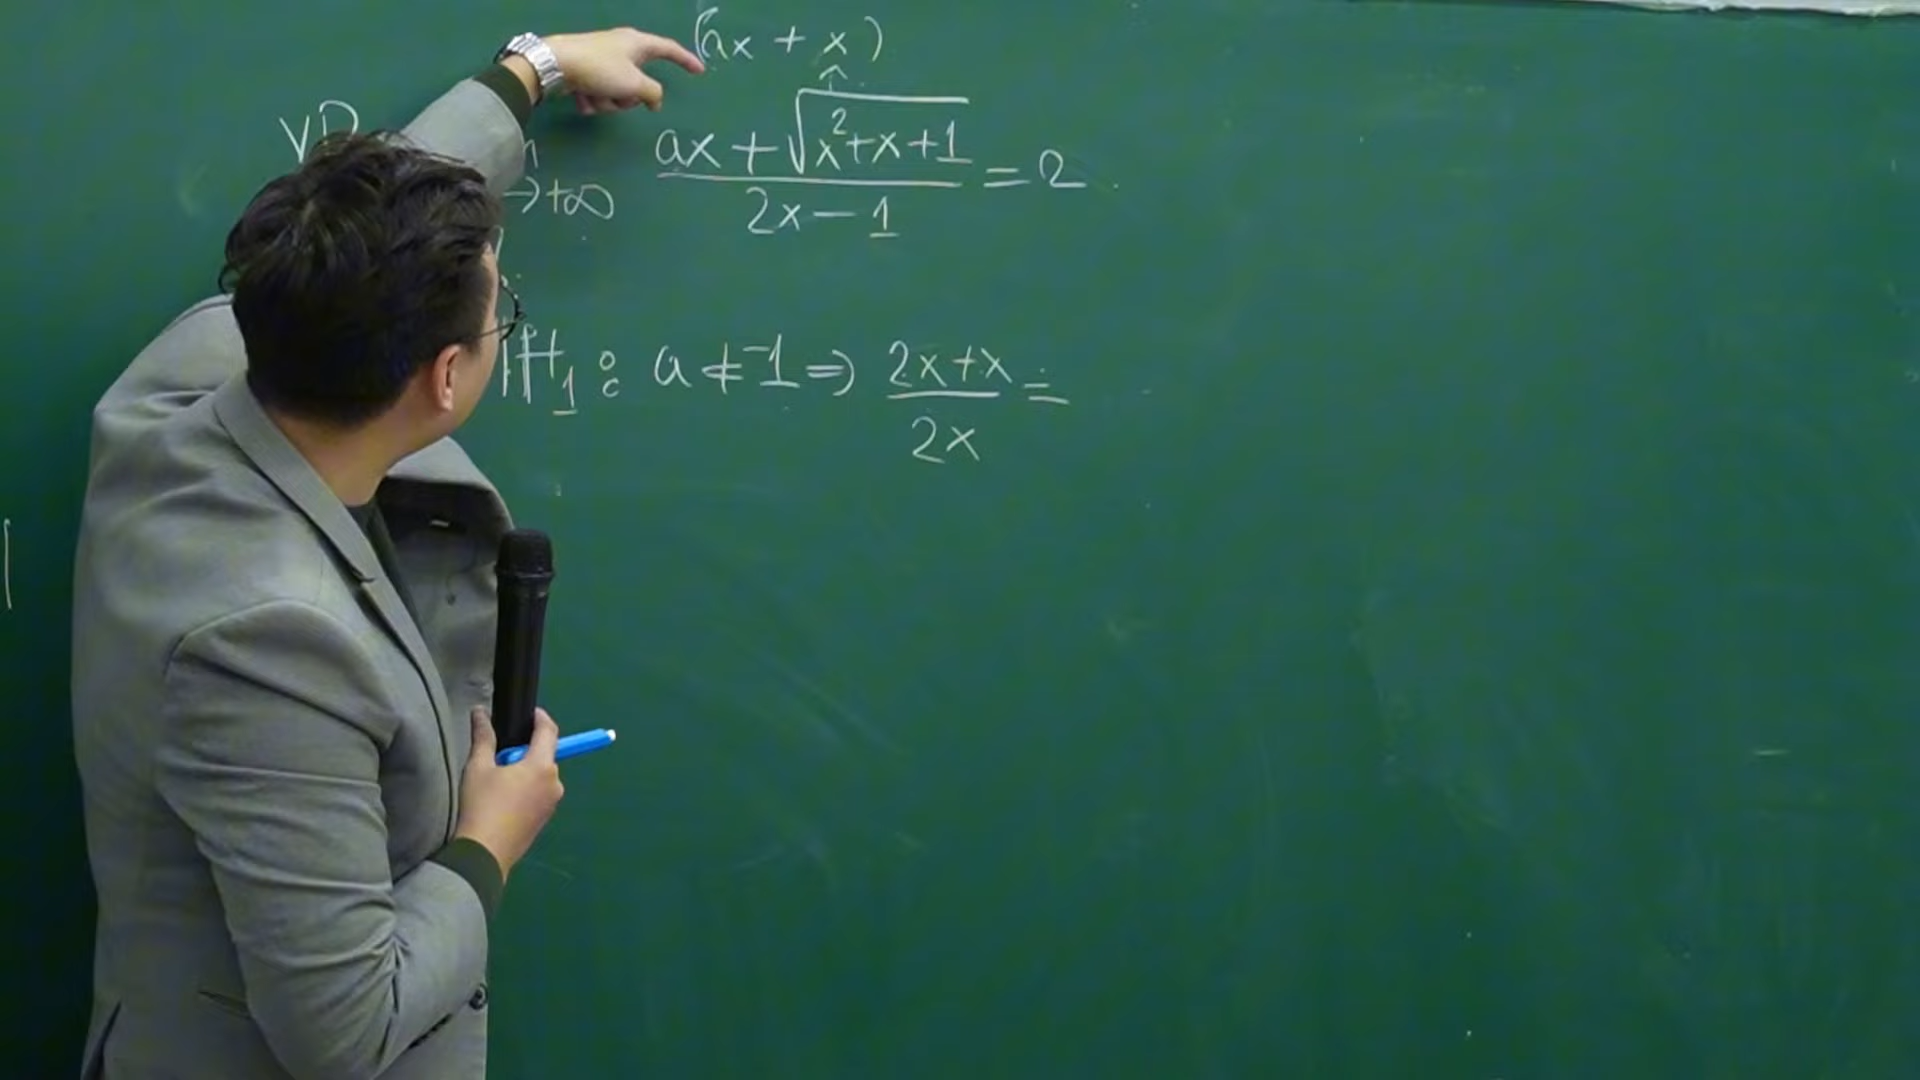 (ax + x)
VD
→+∞ (ax + √(x²+x+1))/(2x − 1) = 2
TH₁ : a ≠ -1 ⇒ (2x+x)/(2x) =